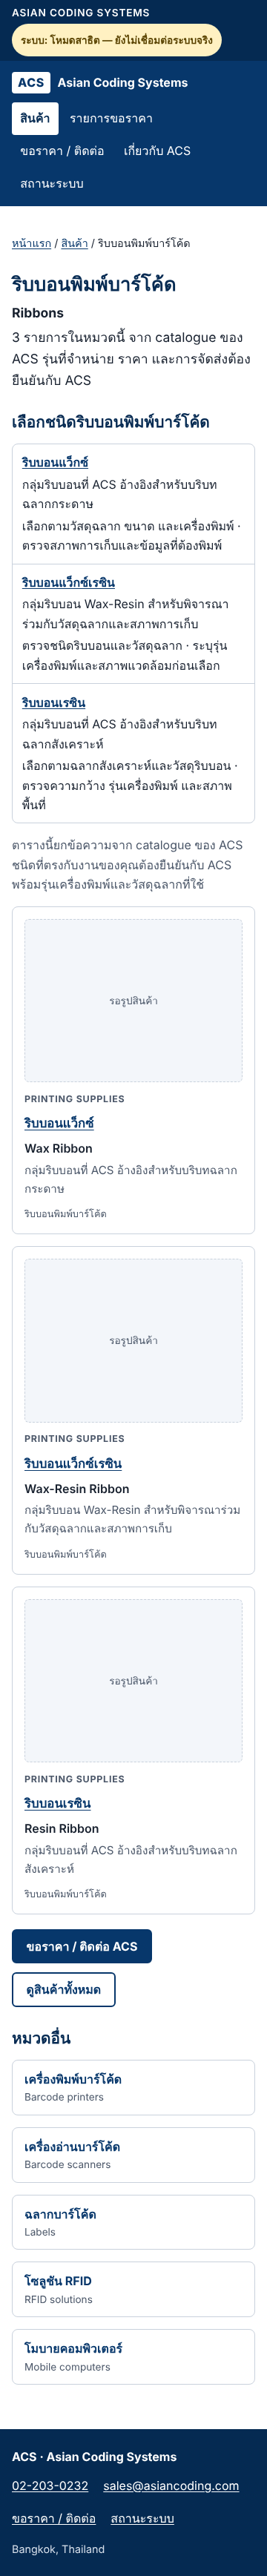 ASIAN CODING SYSTEMS
ระบบ: โหมดสาธิต — ยังไม่เชื่อมต่อระบบจริง
ACS Asian Coding Systems
สินค้า รายการขอราคา
ขอราคา / ติดต่อ เกี่ยวกับ ACS
สถานะระบบ
หน้าแรก / สินค้า / ริบบอนพิมพ์บาร์โค้ด
ริบบอนพิมพ์บาร์โค้ด
Ribbons
3 รายการในหมวดนี้ จาก catalogue ของ
ACS รุ่นที่จำหน่าย ราคา และการจัดส่งต้อง
ยืนยันกับ ACS
เลือกชนิดริบบอนพิมพ์บาร์โค้ด
ริบบอนแว็กซ์
กลุ่มริบบอนที่ ACS อ้างอิงสำหรับบริบท
ฉลากกระดาษ
เลือกตามวัสดุฉลาก ขนาด และเครื่องพิมพ์ ·
ตรวจสภาพการเก็บและข้อมูลที่ต้องพิมพ์
ริบบอนแว็กซ์เรซิน
กลุ่มริบบอน Wax-Resin สำหรับพิจารณา
ร่วมกับวัสดุฉลากและสภาพการเก็บ
ตรวจชนิดริบบอนและวัสดุฉลาก · ระบุรุ่น
เครื่องพิมพ์และสภาพแวดล้อมก่อนเลือก
ริบบอนเรซิน
กลุ่มริบบอนที่ ACS อ้างอิงสำหรับบริบท
ฉลากสังเคราะห์
เลือกตามฉลากสังเคราะห์และวัสดุริบบอน ·
ตรวจความกว้าง รุ่นเครื่องพิมพ์ และสภาพ
พื้นที่
ตารางนี้ยกข้อความจาก catalogue ของ ACS
ชนิดที่ตรงกับงานของคุณต้องยืนยันกับ ACS
พร้อมรุ่นเครื่องพิมพ์และวัสดุฉลากที่ใช้
รอรูปสินค้า
PRINTING SUPPLIES
ริบบอนแว็กซ์
Wax Ribbon
กลุ่มริบบอนที่ ACS อ้างอิงสำหรับบริบทฉลาก
กระดาษ
ริบบอนพิมพ์บาร์โค้ด
รอรูปสินค้า
PRINTING SUPPLIES
ริบบอนแว็กซ์เรซิน
Wax-Resin Ribbon
กลุ่มริบบอน Wax-Resin สำหรับพิจารณาร่วม
กับวัสดุฉลากและสภาพการเก็บ
ริบบอนพิมพ์บาร์โค้ด
รอรูปสินค้า
PRINTING SUPPLIES
ริบบอนเรซิน
Resin Ribbon
กลุ่มริบบอนที่ ACS อ้างอิงสำหรับบริบทฉลาก
สังเคราะห์
ริบบอนพิมพ์บาร์โค้ด
ขอราคา / ติดต่อ ACS
ดูสินค้าทั้งหมด
หมวดอื่น
เครื่องพิมพ์บาร์โค้ด
Barcode printers
เครื่องอ่านบาร์โค้ด
Barcode scanners
ฉลากบาร์โค้ด
Labels
โซลูชัน RFID
RFID solutions
โมบายคอมพิวเตอร์
Mobile computers
ACS · Asian Coding Systems
02-203-0232 sales@asiancoding.com
ขอราคา / ติดต่อ สถานะระบบ
Bangkok, Thailand